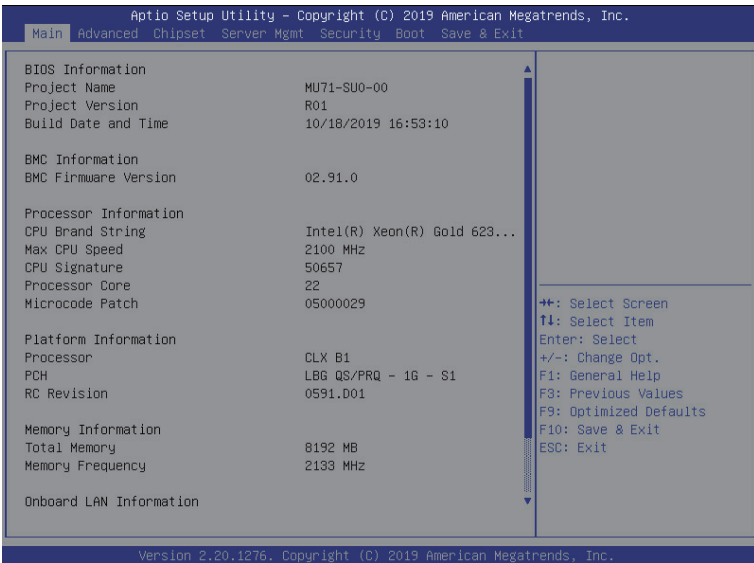 Aptio Setup Utility – Copyright (C) 2019 American Megatrends, Inc.
Main Advanced Chipset Server Mgmt Security Boot Save & Exit
BIOS Information
Project Name MU71-SU0-00
Project Version R01
Build Date and Time 10/18/2019 16:53:10
BMC Information
BMC Firmware Version 02.91.0
Processor Information
CPU Brand String Intel(R) Xeon(R) Gold 623...
Max CPU Speed 2100 MHz
CPU Signature 50657
Processor Core 22
Microcode Patch 05000029
Platform Information
Processor CLX B1
PCH LBG QS/PRQ - 1G - S1
RC Revision 0591.D01
Memory Information
Total Memory 8192 MB
Memory Frequency 2133 MHz
Onboard LAN Information
→←: Select Screen
↑↓: Select Item
Enter: Select
+/-: Change Opt.
F1: General Help
F3: Previous Values
F9: Optimized Defaults
F10: Save & Exit
ESC: Exit
Version 2.20.1276. Copyright (C) 2019 American Megatrends, Inc.